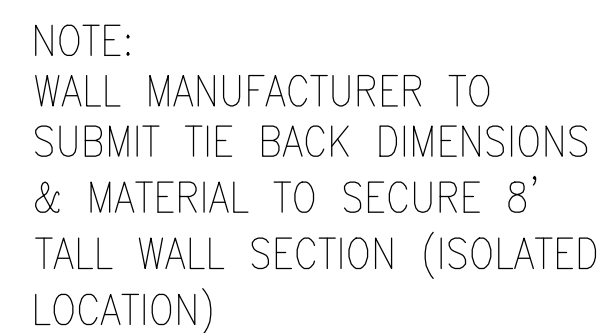 NOTE:
WALL MANUFACTURER TO
SUBMIT TIE BACK DIMENSIONS
& MATERIAL TO SECURE 8'
TALL WALL SECTION (ISOLATED
LOCATION)